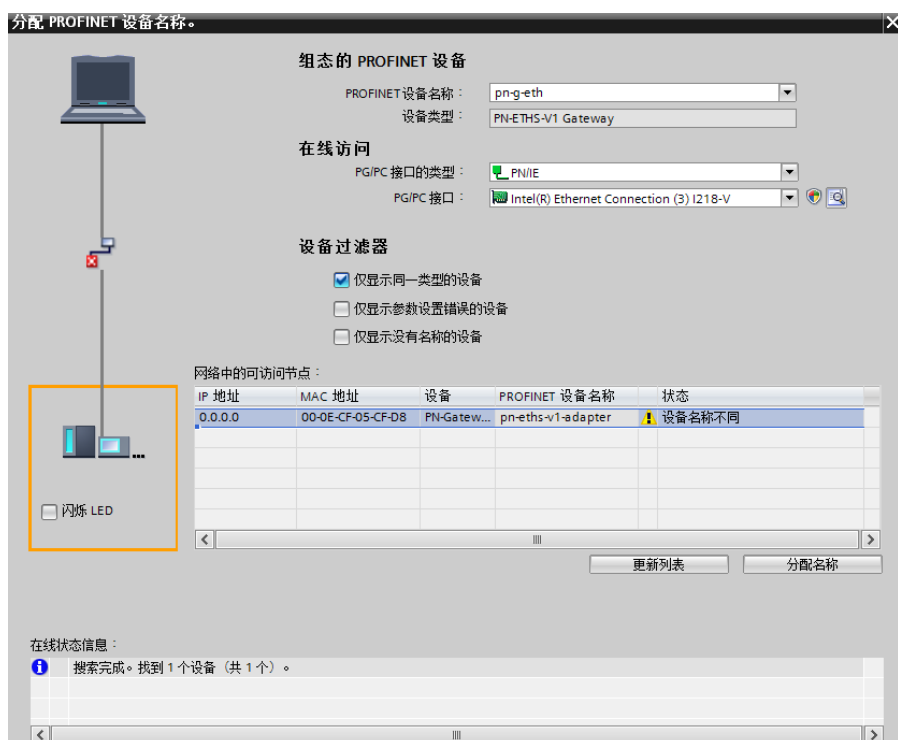 分配 PROFINET 设备名称。
组态的 PROFINET 设备
PROFINET设备名称： pn-g-eth
设备类型： PN-ETHS-V1 Gateway
在线访问
PG/PC 接口的类型： PN/IE
PG/PC 接口： Intel(R) Ethernet Connection (3) I218-V
设备过滤器
仅显示同一类型的设备
仅显示参数设置错误的设备
仅显示没有名称的设备
网络中的可访问节点：
IP 地址 MAC 地址 设备 PROFINET 设备名称 状态
0.0.0.0 00-0E-CF-05-CF-D8 PN-Gatew... pn-eths-v1-adapter 设备名称不同
闪烁 LED
更新列表 分配名称
在线状态信息：
搜索完成。找到 1 个设备（共 1 个）。